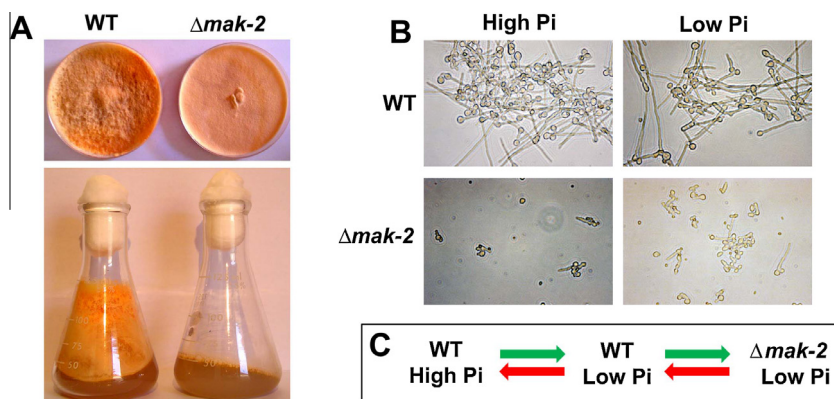 A
WT Δmak-2
B
High Pi Low Pi
WT
Δmak-2
C
WT WT Δmak-2
High Pi Low Pi Low Pi